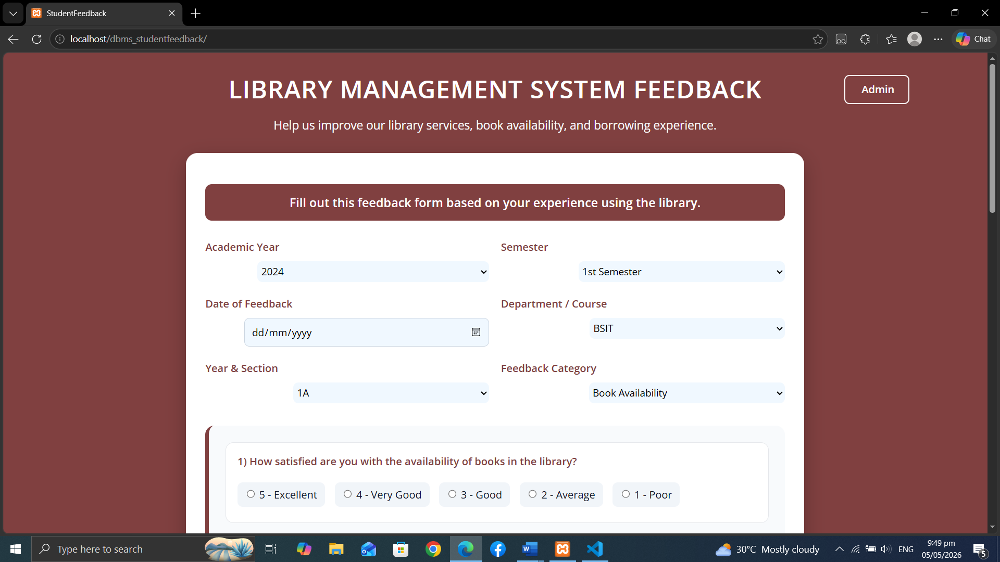 StudentFeedback
localhost/dbms_studentfeedback/
Chat
LIBRARY MANAGEMENT SYSTEM FEEDBACK
Admin
Help us improve our library services, book availability, and borrowing experience.
Fill out this feedback form based on your experience using the library.
Academic Year
Semester
2024
1st Semester
Date of Feedback
Department / Course
dd/mm/yyyy
BSIT
Year & Section
Feedback Category
1A
Book Availability
1) How satisfied are you with the availability of books in the library?
5 - Excellent
4 - Very Good
3 - Good
2 - Average
1 - Poor
Type here to search
30°C Mostly cloudy
ENG
9:49 pm
05/05/2026
5